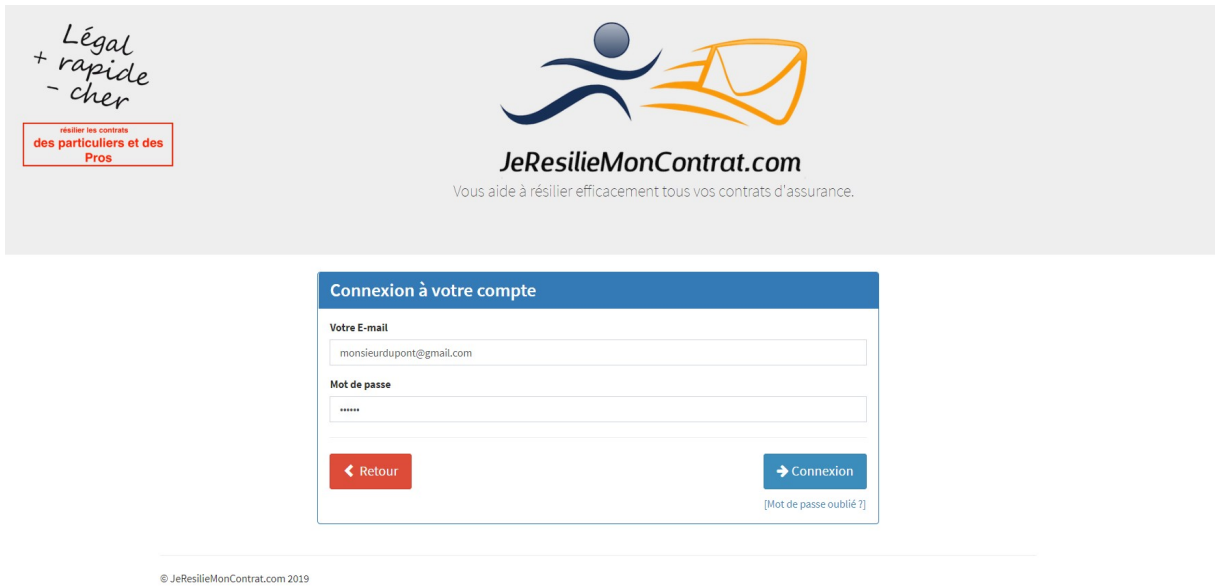 Légal
+ rapide
- cher
résilier les contrats
des particuliers et des
Pros
JeResilieMonContrat.com
Vous aide à résilier efficacement tous vos contrats d'assurance.
Connexion à votre compte
Votre E-mail
monsieurdupont@gmail.com
Mot de passe
••••••
Retour
Connexion
[Mot de passe oublié ?]
© JeResilieMonContrat.com 2019